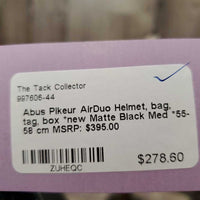 The Tack Collector
997606-44
Abus Pikeur AirDuo Helmet, bag,
tag, box *new Matte Black Med *55-
58 cm MSRP: $395.00
$278.60
ZUHEQC